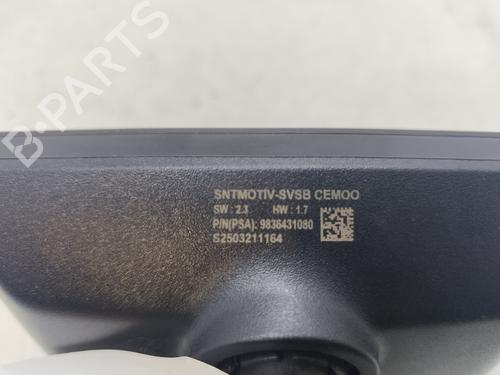 SNTMOTIV-SVSB CEMOO
SW : 2.3 HW : 1.7
P/N(PSA): 9836431080
S2503211164
B-PARTS